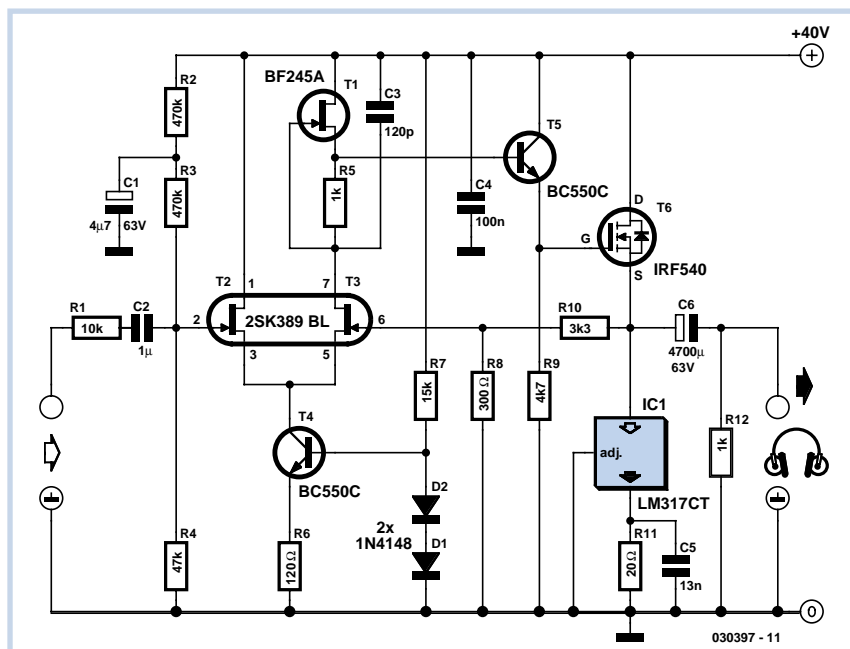 +40V
BF245A
R2
470k
T1
C3
120p
T5
R3
470k
C1
4µ7 63V
R5
1k
BC550C
C4
100n
T6
D
G
S
IRF540
T2
1
7
T3
R1
10k
C2
1µ
2
2SK389 BL
6
3
5
R10
3k3
C6
4700µ
63V
R7
15k
R8
300Ω
R9
4k7
T4
IC1
adj.
R12
1k
BC550C
D2
LM317CT
2x
1N4148
D1
R4
47k
R6
120Ω
R11
20Ω
C5
13n
0
030397 - 11